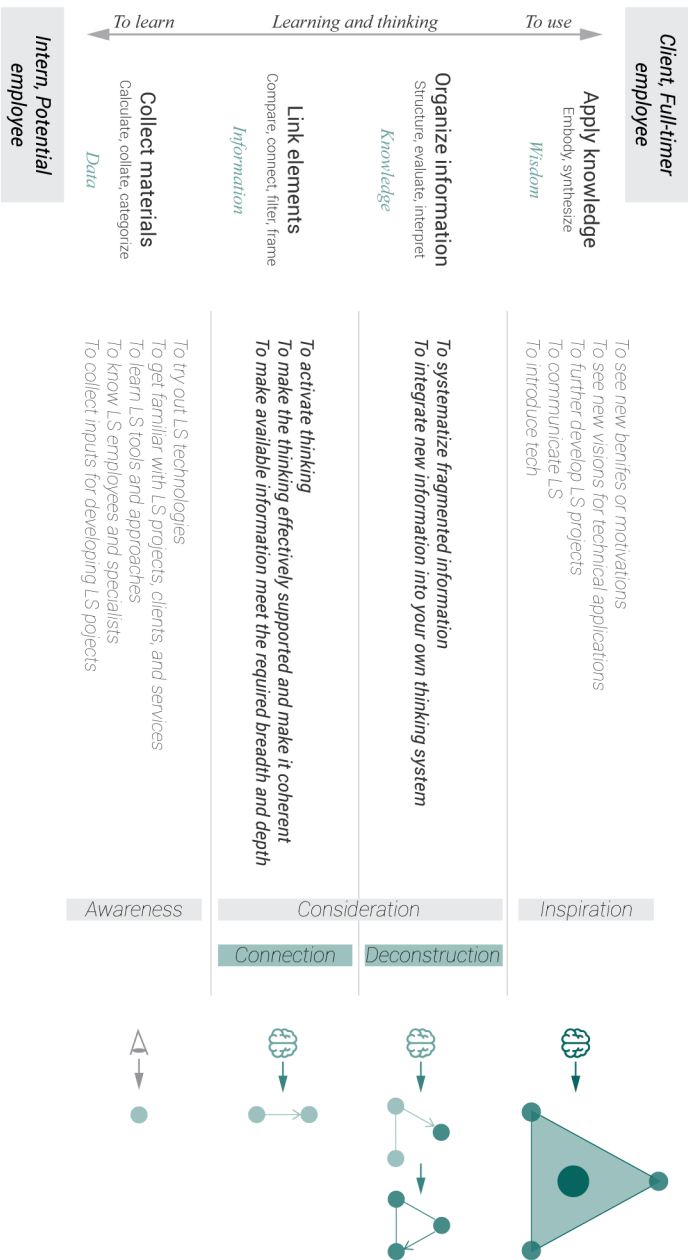 Client, Full-timer
employee
To use
Learning and thinking
To learn
Intern, Potential
employee
Apply knowledge
Embody, synthesize
Wisdom
To see new benifes or motivations
To see new visions for technical applications
To further develop LS projects
To communicate LS
To introduce tech
Inspiration
Organize information
Structure, evaluate, interpret
Knowledge
To systematize fragmented information
To integrate new information into your own thinking system
Consideration
Deconstruction
Link elements
Compare, connect, filter, frame
Information
To activate thinking
To make the thinking effectively supported and make it coherent
To make available information meet the required breadth and depth
Connection
Collect materials
Calculate, collate, categorize
Data
To try out LS technologies
To get familiar with LS projects, clients, and services
To learn LS tools and approaches
To know LS employees and specialists
To collect inputs for developing LS pojects
Awareness